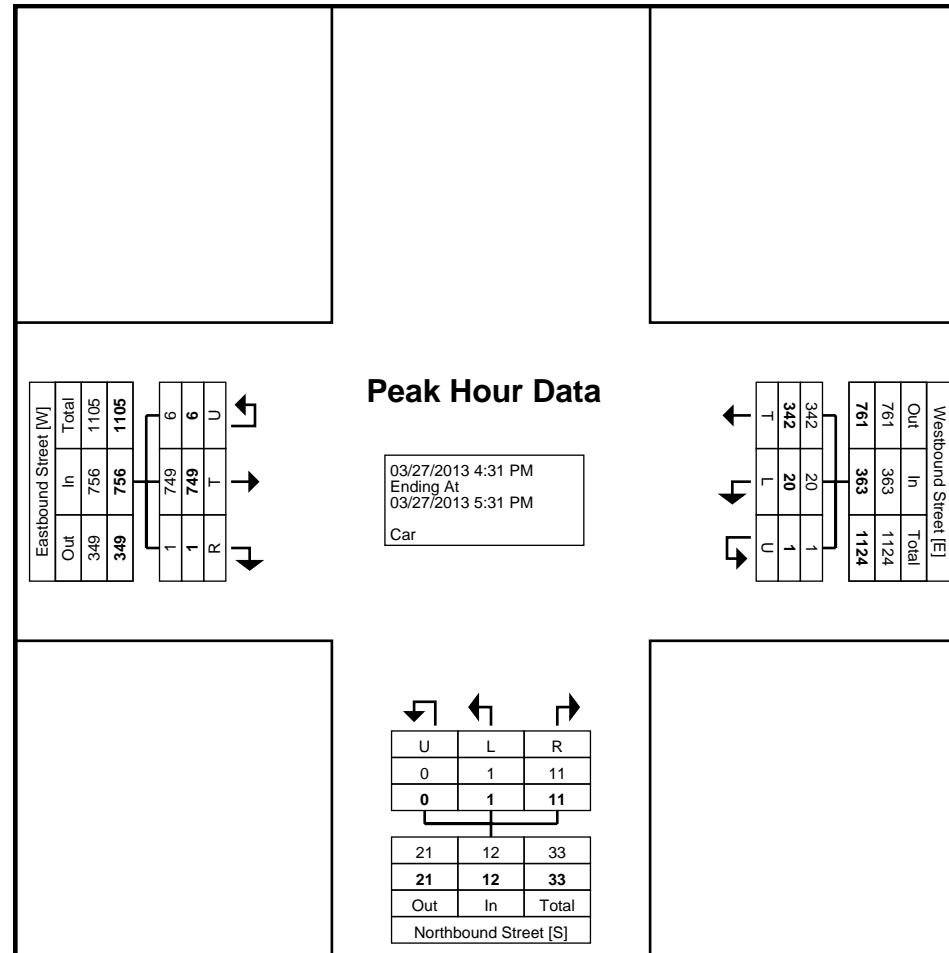 Peak Hour Data
03/27/2013 4:31 PM
Ending At
03/27/2013 5:31 PM
Car
Eastbound Street [W]
Out In Total
349 756 1105
349 756 1105
1 749 6
1 749 6
R T U
Westbound Street [E]
Out In Total
761 363 1124
761 363 1124
342 20 1
342 20 1
T L U
U L R
0 1 11
0 1 11
21 12 33
21 12 33
Out In Total
Northbound Street [S]